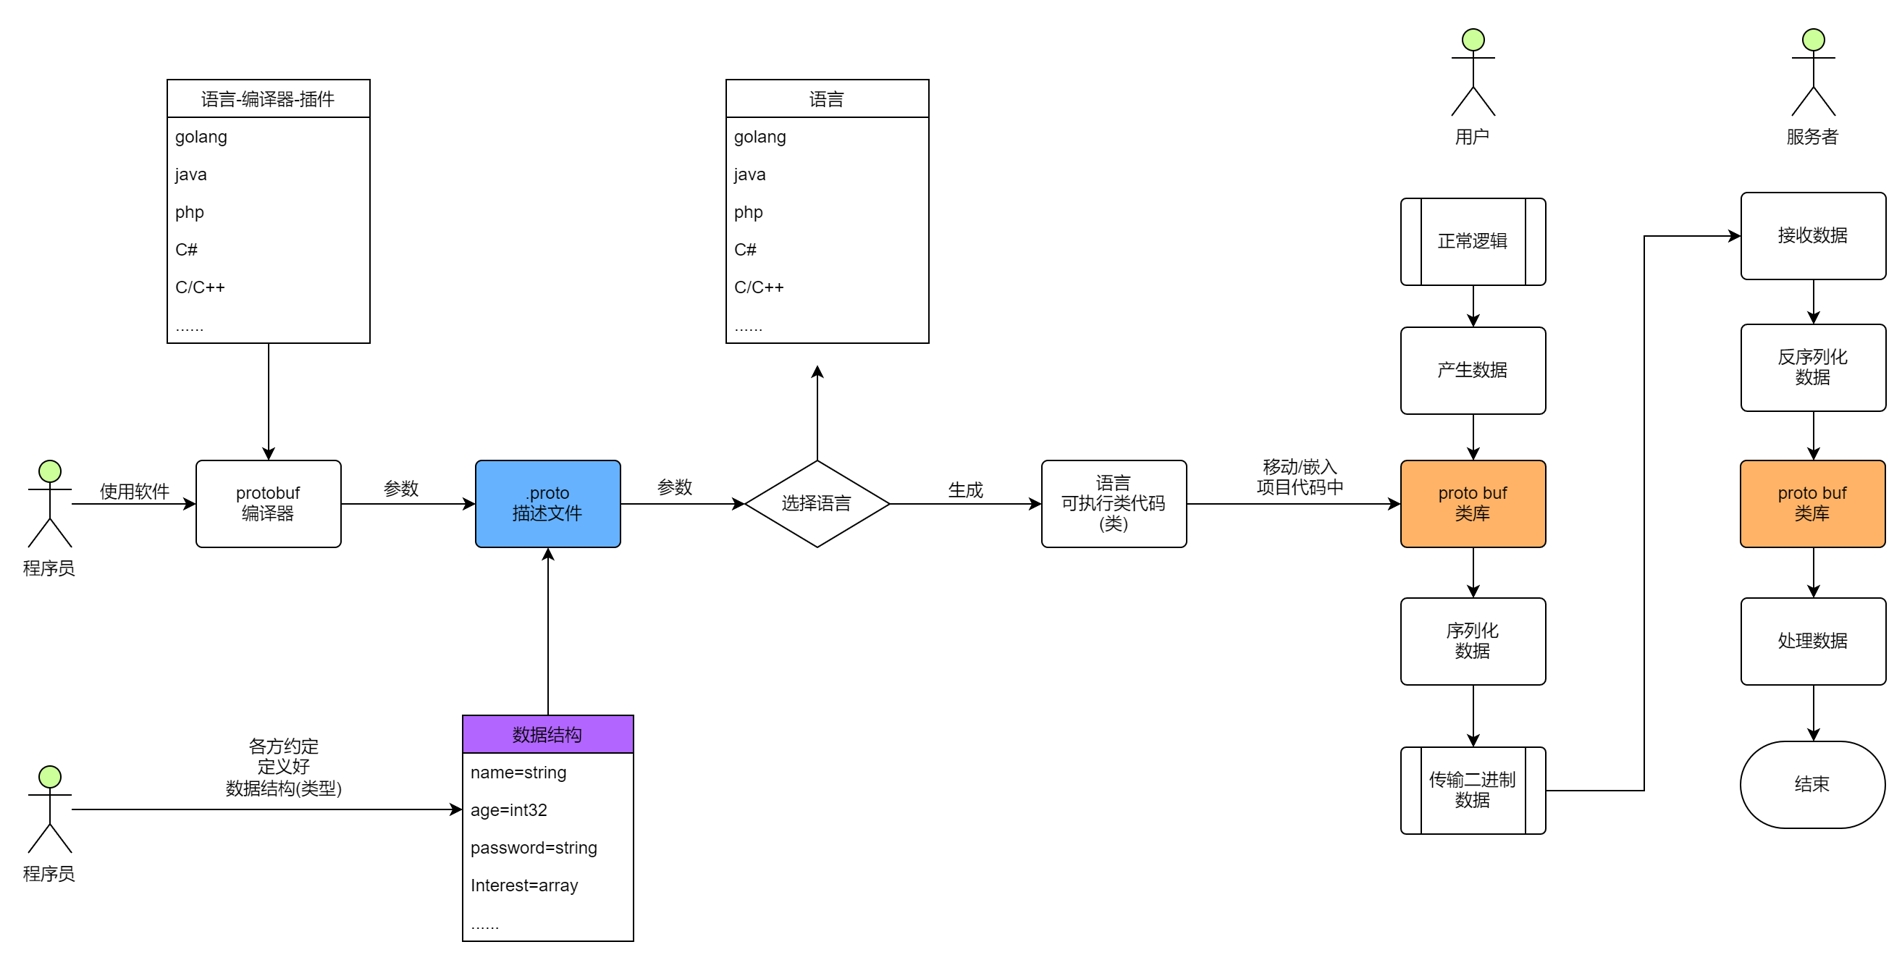 语言-编译器-插件
golang
java
php
C#
C/C++
......
语言
golang
java
php
C#
C/C++
......
用户
服务者
程序员
使用软件
protobuf
编译器
参数
.proto
描述文件
参数
选择语言
生成
语言
可执行类代码
(类)
移动/嵌入
项目代码中
正常逻辑
产生数据
proto buf
类库
序列化
数据
传输二进制
数据
接收数据
反序列化
数据
proto buf
类库
处理数据
结束
程序员
各方约定
定义好
数据结构(类型)
数据结构
name=string
age=int32
password=string
Interest=array
......